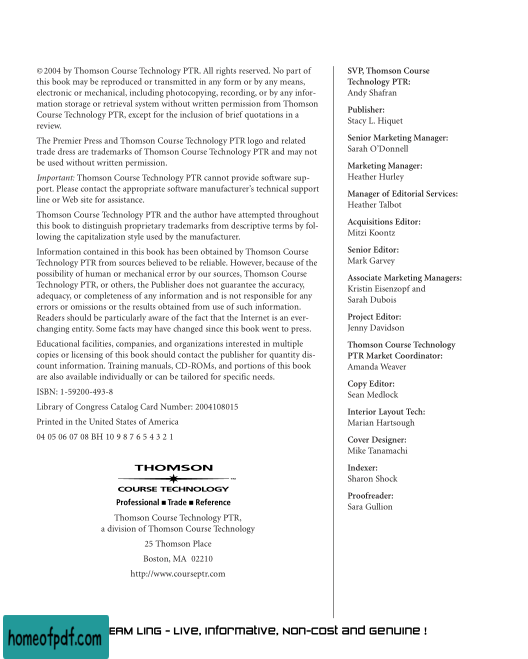 ©2004 by Thomson Course Technology PTR. All rights reserved. No part of
this book may be reproduced or transmitted in any form or by any means,
electronic or mechanical, including photocopying, recording, or by any infor-
mation storage or retrieval system without written permission from Thomson
Course Technology PTR, except for the inclusion of brief quotations in a
review.
The Premier Press and Thomson Course Technology PTR logo and related
trade dress are trademarks of Thomson Course Technology PTR and may not
be used without written permission.
Important: Thomson Course Technology PTR cannot provide software sup-
port. Please contact the appropriate software manufacturer's technical support
line or Web site for assistance.
Thomson Course Technology PTR and the author have attempted throughout
this book to distinguish proprietary trademarks from descriptive terms by fol-
lowing the capitalization style used by the manufacturer.
Information contained in this book has been obtained by Thomson Course
Technology PTR from sources believed to be reliable. However, because of the
possibility of human or mechanical error by our sources, Thomson Course
Technology PTR, or others, the Publisher does not guarantee the accuracy,
adequacy, or completeness of any information and is not responsible for any
errors or omissions or the results obtained from use of such information.
Readers should be particularly aware of the fact that the Internet is an ever-
changing entity. Some facts may have changed since this book went to press.
Educational facilities, companies, and organizations interested in multiple
copies or licensing of this book should contact the publisher for quantity dis-
count information. Training manuals, CD-ROMs, and portions of this book
are also available individually or can be tailored for specific needs.
ISBN: 1-59200-493-8
Library of Congress Catalog Card Number: 2004108015
Printed in the United States of America
04 05 06 07 08 BH 10 9 8 7 6 5 4 3 2 1
THOMSON
™
COURSE TECHNOLOGY
Professional ■ Trade ■ Reference
Thomson Course Technology PTR,
a division of Thomson Course Technology
25 Thomson Place
Boston, MA 02210
http://www.courseptr.com
SVP, Thomson Course
Technology PTR:
Andy Shafran
Publisher:
Stacy L. Hiquet
Senior Marketing Manager:
Sarah O'Donnell
Marketing Manager:
Heather Hurley
Manager of Editorial Services:
Heather Talbot
Acquisitions Editor:
Mitzi Koontz
Senior Editor:
Mark Garvey
Associate Marketing Managers:
Kristin Eisenzopf and
Sarah Dubois
Project Editor:
Jenny Davidson
Thomson Course Technology
PTR Market Coordinator:
Amanda Weaver
Copy Editor:
Sean Medlock
Interior Layout Tech:
Marian Hartsough
Cover Designer:
Mike Tanamachi
Indexer:
Sharon Shock
Proofreader:
Sara Gullion
EAM LinG - Live, Informative, Non-cost and Genuine !
homeofpdf.com